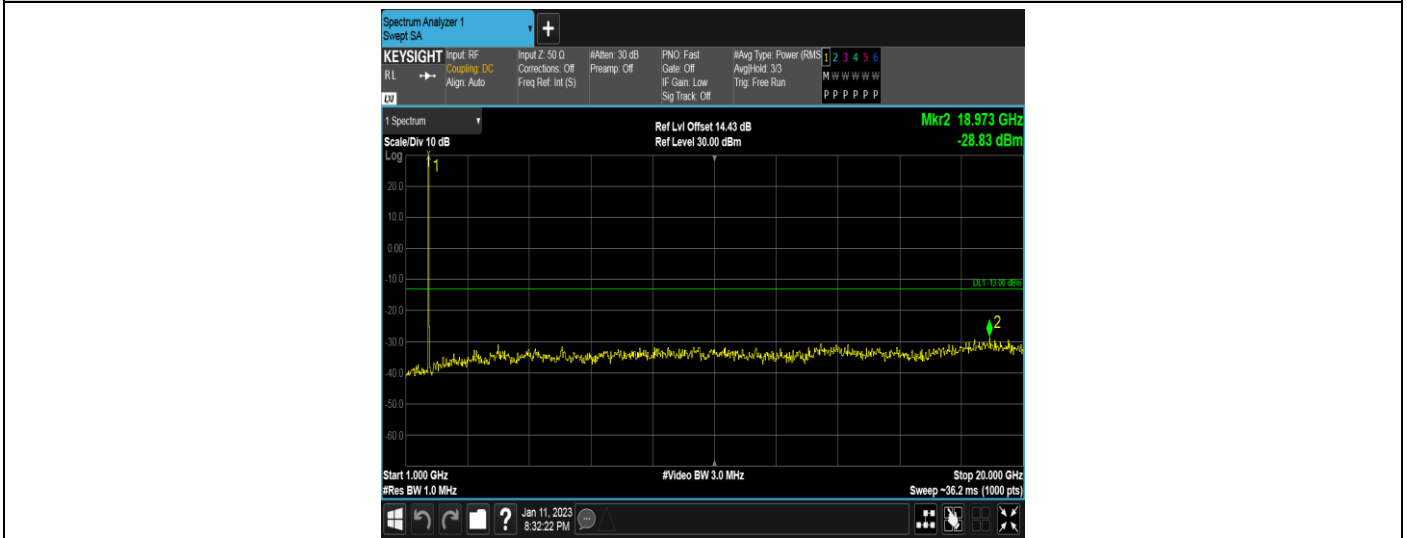 Spectrum Analyzer 1
Swept SA
+
KEYSIGHT
RL
LXI
Input: RF
Coupling: DC
Align: Auto
Input Z: 50 Ω
Corrections: Off
Freq Ref: Int (S)
#Atten: 30 dB
Preamp: Off
PNO: Fast
Gate: Off
IF Gain: Low
Sig Track: Off
#Avg Type: Power (RMS
Avg|Hold: 3/3
Trig: Free Run
1 2 3 4 5 6
M W W W W W
P P P P P P
1 Spectrum
Ref Lvl Offset 14.43 dB
Mkr2 18.973 GHz
Scale/Div 10 dB
Ref Level 30.00 dBm
-28.83 dBm
Log
1
20.0
10.0
0.00
-10.0
DL1 -13.00 dBm
-20.0
2
-30.0
-40.0
-50.0
-60.0
Start 1.000 GHz
#Video BW 3.0 MHz
Stop 20.000 GHz
#Res BW 1.0 MHz
Sweep ~36.2 ms (1000 pts)
?
Jan 11, 2023
8:32:22 PM